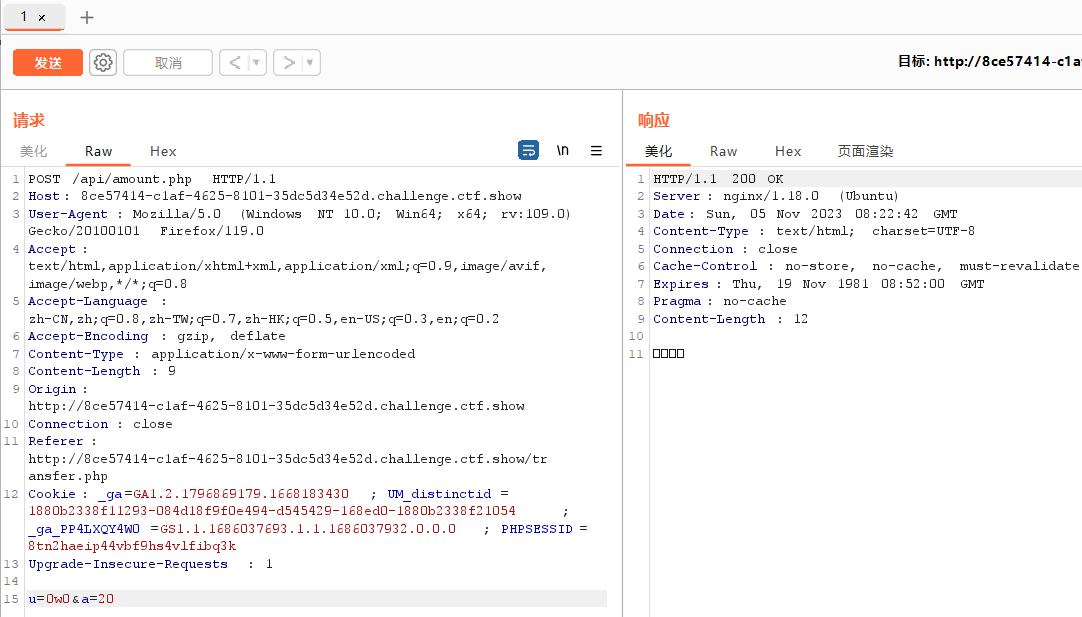 1 ×
+
发送
取消
<
>
目标: http://8ce57414-c1a
请求
美化
Raw
Hex
\n
1 POST /api/amount.php HTTP/1.1
2 Host: 8ce57414-c1af-4625-8101-35dc5d34e52d.challenge.ctf.show
3 User-Agent: Mozilla/5.0 (Windows NT 10.0; Win64; x64; rv:109.0)
Gecko/20100101 Firefox/119.0
4 Accept:
text/html,application/xhtml+xml,application/xml;q=0.9,image/avif,
image/webp,*/*;q=0.8
5 Accept-Language:
zh-CN,zh;q=0.8,zh-TW;q=0.7,zh-HK;q=0.5,en-US;q=0.3,en;q=0.2
6 Accept-Encoding: gzip, deflate
7 Content-Type: application/x-www-form-urlencoded
8 Content-Length: 9
9 Origin:
http://8ce57414-c1af-4625-8101-35dc5d34e52d.challenge.ctf.show
10 Connection: close
11 Referer:
http://8ce57414-c1af-4625-8101-35dc5d34e52d.challenge.ctf.show/tr
ansfer.php
12 Cookie: _ga=GA1.2.1796869179.1668183430; UM_distinctid=
1880b2338f11293-084d18f9f0e494-d545429-168ed0-1880b2338f21054;
_ga_PP4LXQY4W0=GS1.1.1686037693.1.1.1686037932.0.0.0; PHPSESSID=
8tn2haeip44vbf9hs4vlfibq3k
13 Upgrade-Insecure-Requests: 1
14
15 u=0w0&a=20
响应
美化
Raw
Hex
页面渲染
1 HTTP/1.1 200 OK
2 Server: nginx/1.18.0 (Ubuntu)
3 Date: Sun, 05 Nov 2023 08:22:42 GMT
4 Content-Type: text/html; charset=UTF-8
5 Connection: close
6 Cache-Control: no-store, no-cache, must-revalidate
7 Expires: Thu, 19 Nov 1981 08:52:00 GMT
8 Pragma: no-cache
9 Content-Length: 12
10
11 □□□□